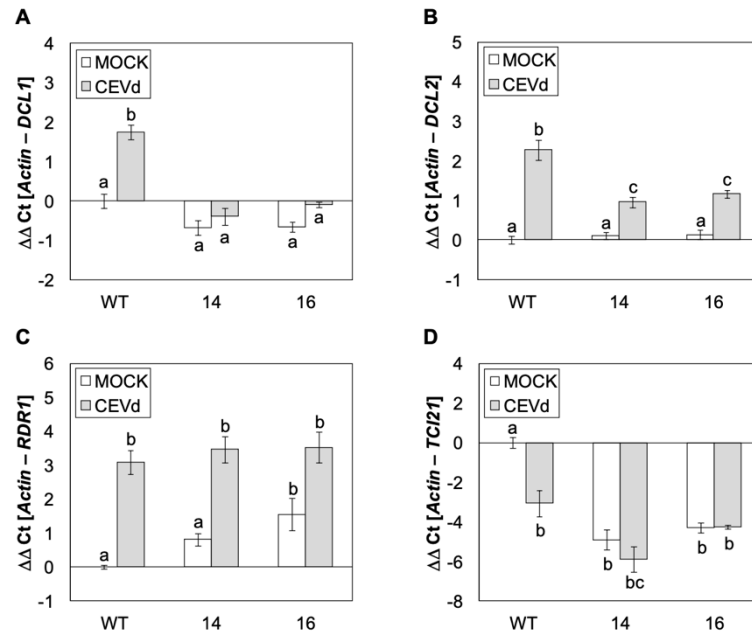 A
4
3
2
1
0
-1
-2
MOCK
CEVd
a
b
a
a
a
a
WT
14
16
ΔΔ Ct [Actin – DCL1]
B
5
4
3
2
1
0
-1
MOCK
CEVd
a
b
a
c
a
c
WT
14
16
ΔΔ Ct [Actin – DCL2]
C
6
5
4
3
2
1
0
-1
MOCK
CEVd
a
b
a
b
b
b
WT
14
16
ΔΔ Ct [Actin – RDR1]
D
4
2
0
-2
-4
-6
-8
MOCK
CEVd
a
b
b
bc
b
b
WT
14
16
ΔΔ Ct [Actin – TCI21]